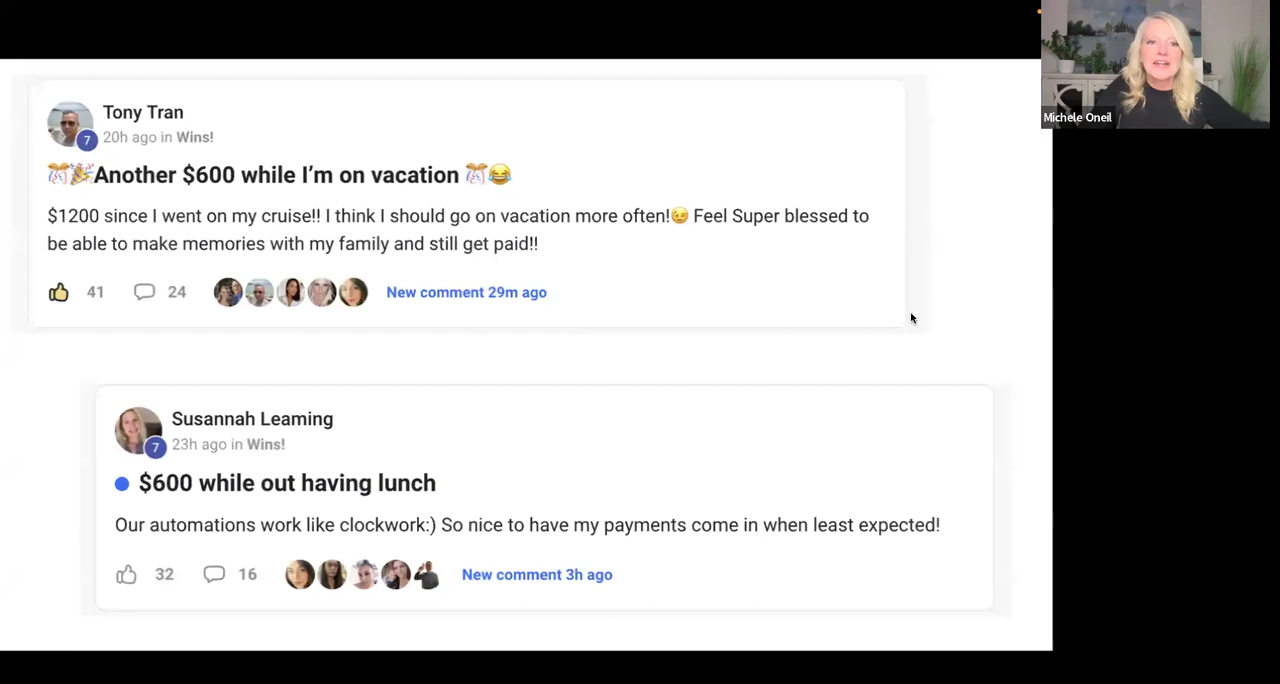 Michele Oneil
Tony Tran
7
20h ago in Wins!
🎊🎉Another $600 while I’m on vacation 🎊😂
$1200 since I went on my cruise!! I think I should go on vacation more often!😉 Feel Super blessed to
be able to make memories with my family and still get paid!!
41 24 New comment 29m ago
Susannah Leaming
7
23h ago in Wins!
$600 while out having lunch
Our automations work like clockwork:) So nice to have my payments come in when least expected!
32 16 New comment 3h ago